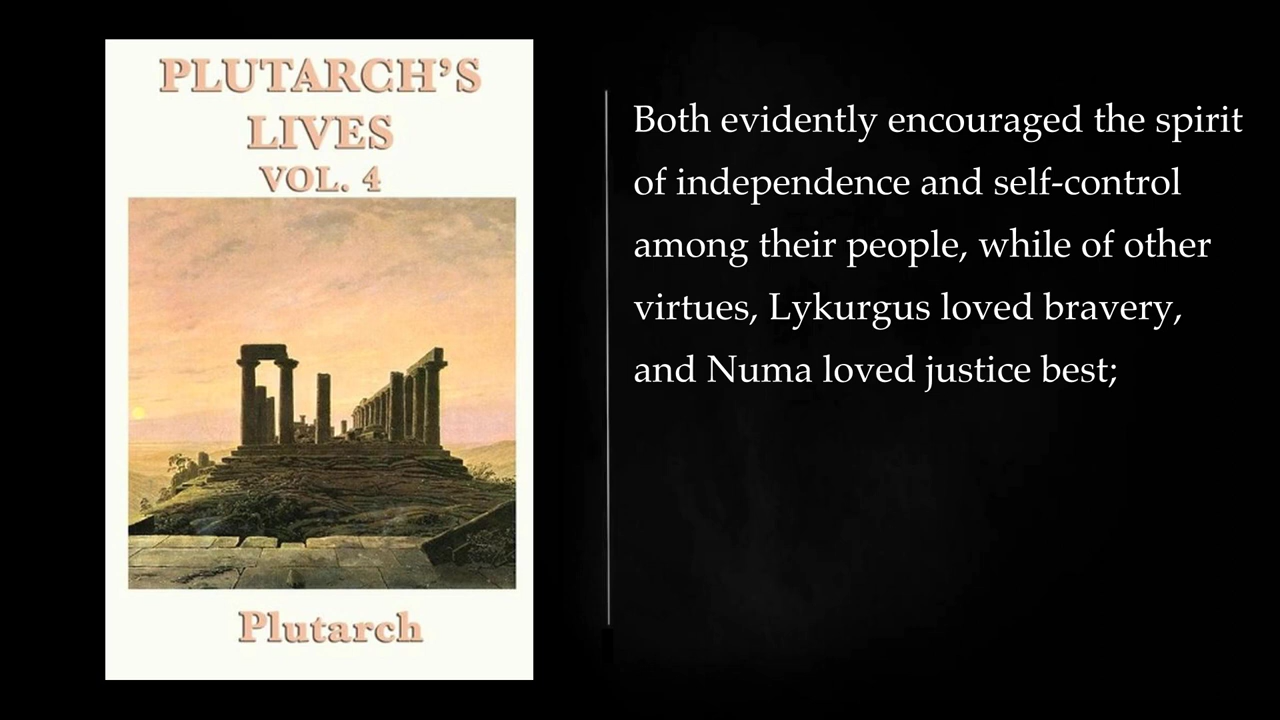 PLUTARCH'S
LIVES
VOL. 4
Plutarch
Both evidently encouraged the spirit
of independence and self-control
among their people, while of other
virtues, Lykurgus loved bravery,
and Numa loved justice best;